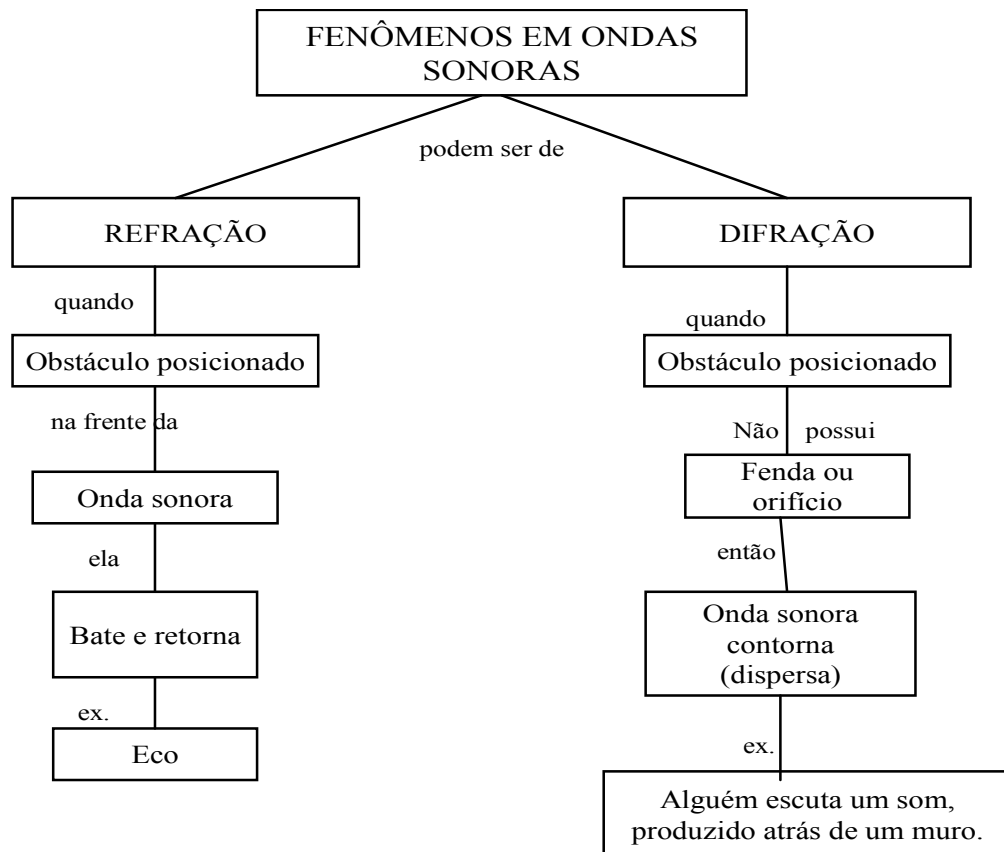 FENÔMENOS EM ONDAS
SONORAS
podem ser de
REFRAÇÃO
quando
Obstáculo posicionado
na frente da
Onda sonora
ela
Bate e retorna
ex.
Eco
DIFRAÇÃO
quando
Obstáculo posicionado
Não possui
Fenda ou
orifício
então
Onda sonora
contorna
(dispersa)
ex.
Alguém escuta um som,
produzido atrás de um muro.